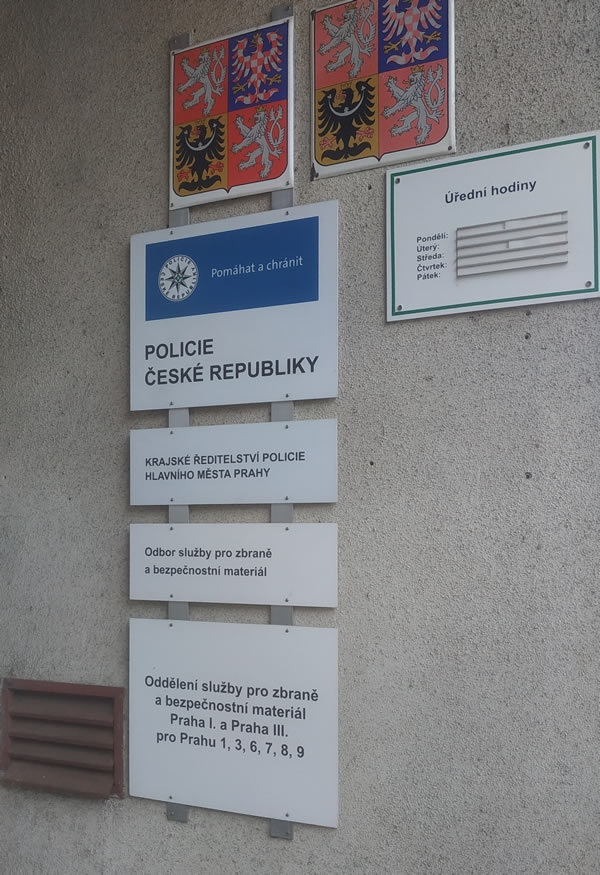 Pomáhat a chránit
POLICIE
ČESKÉ REPUBLIKY
KRAJSKÉ ŘEDITELSTVÍ POLICIE
HLAVNÍHO MĚSTA PRAHY
Odbor služby pro zbraně
a bezpečnostní materiál
Oddělení služby pro zbraně
a bezpečnostní materiál
Praha I. a Praha III.
pro Prahu 1, 3, 6, 7, 8, 9
Úřední hodiny
Pondělí:
Úterý:
Středa:
Čtvrtek:
Pátek: